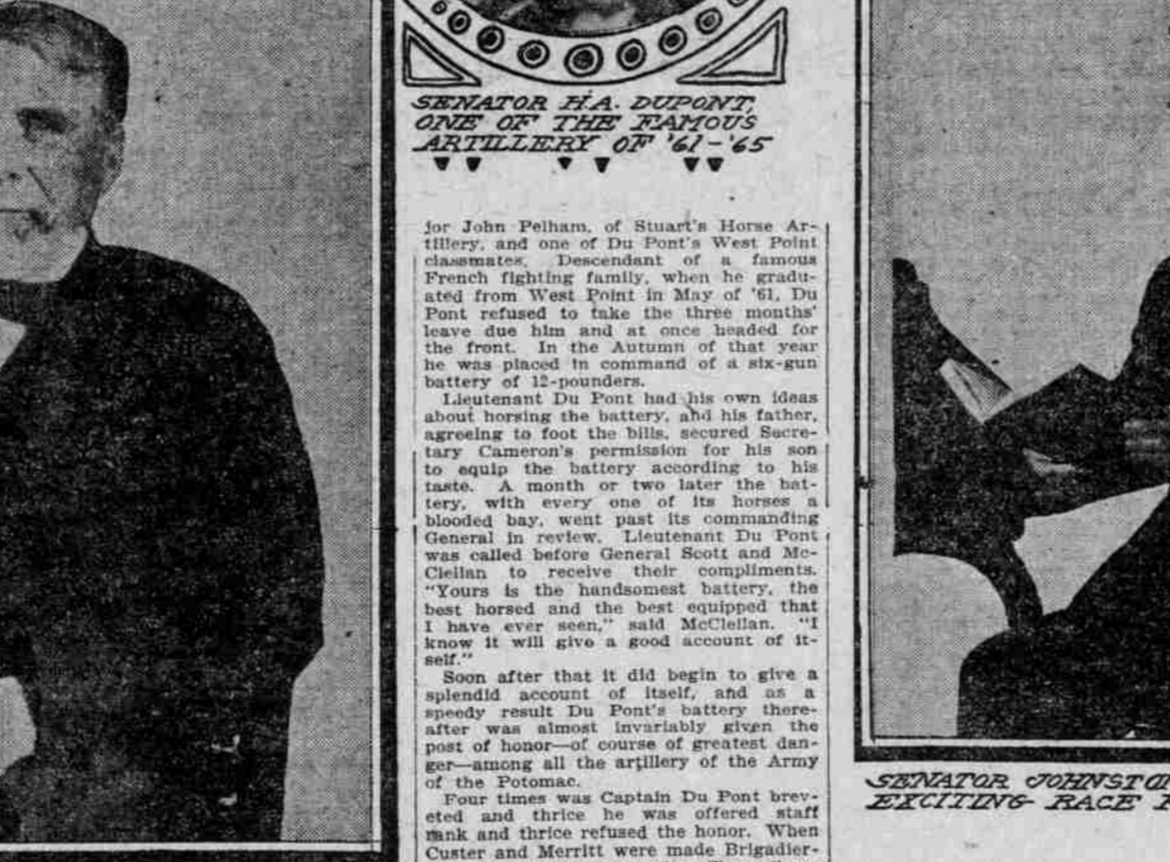 SENATOR H.A. DUPONT,
ONE OF THE FAMOUS
ARTILLERY OF '61-'65
jor John Pelham, of Stuart's Horse Ar-
tillery, and one of Du Pont's West Point
classmates. Descendant of a famous
French fighting family, when he gradu-
ated from West Point in May of '61, Du
Pont refused to take the three months'
leave due him and at once headed for
the front. In the Autumn of that year
he was placed in command of a six-gun
battery of 12-pounders.
Lieutenant Du Pont had his own ideas
about horsing the battery, and his father,
agreeing to foot the bills, secured Secre-
tary Cameron's permission for his son
to equip the battery according to his
taste. A month or two later the bat-
tery, with every one of its horses a
blooded bay, went past its commanding
General in review. Lieutenant Du Pont
was called before General Scott and Mc-
Clellan to receive their compliments.
"Yours is the handsomest battery, the
best horsed and the best equipped that
I have ever seen," said McClellan. "I
know it will give a good account of it-
self."
Soon after that it did begin to give a
splendid account of itself, and as a
speedy result Du Pont's battery there-
after was almost invariably given the
post of honor—of course of greatest dan-
ger—among all the artillery of the Army
of the Potomac.
Four times was Captain Du Pont brev-
eted and thrice he was offered staff
rank and thrice refused the honor. When
Custer and Merritt were made Brigadier-
SENATOR JOHNSTO
EXCITING RACE